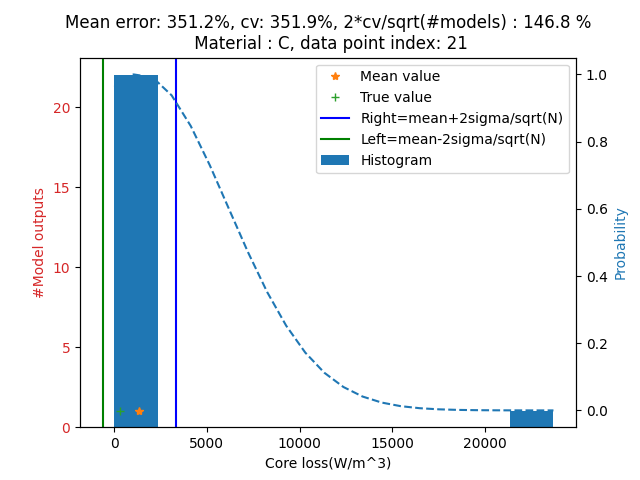 Mean error: 351.2%, cv: 351.9%, 2*cv/sqrt(#models) : 146.8 %
Material : C, data point index: 21
Mean value
True value
Right=mean+2sigma/sqrt(N)
Left=mean-2sigma/sqrt(N)
Histogram
#Model outputs
20
15
10
5
0
1.0
0.8
0.6
0.4
0.2
0.0
Probability
0 5000 10000 15000 20000
Core loss(W/m^3)